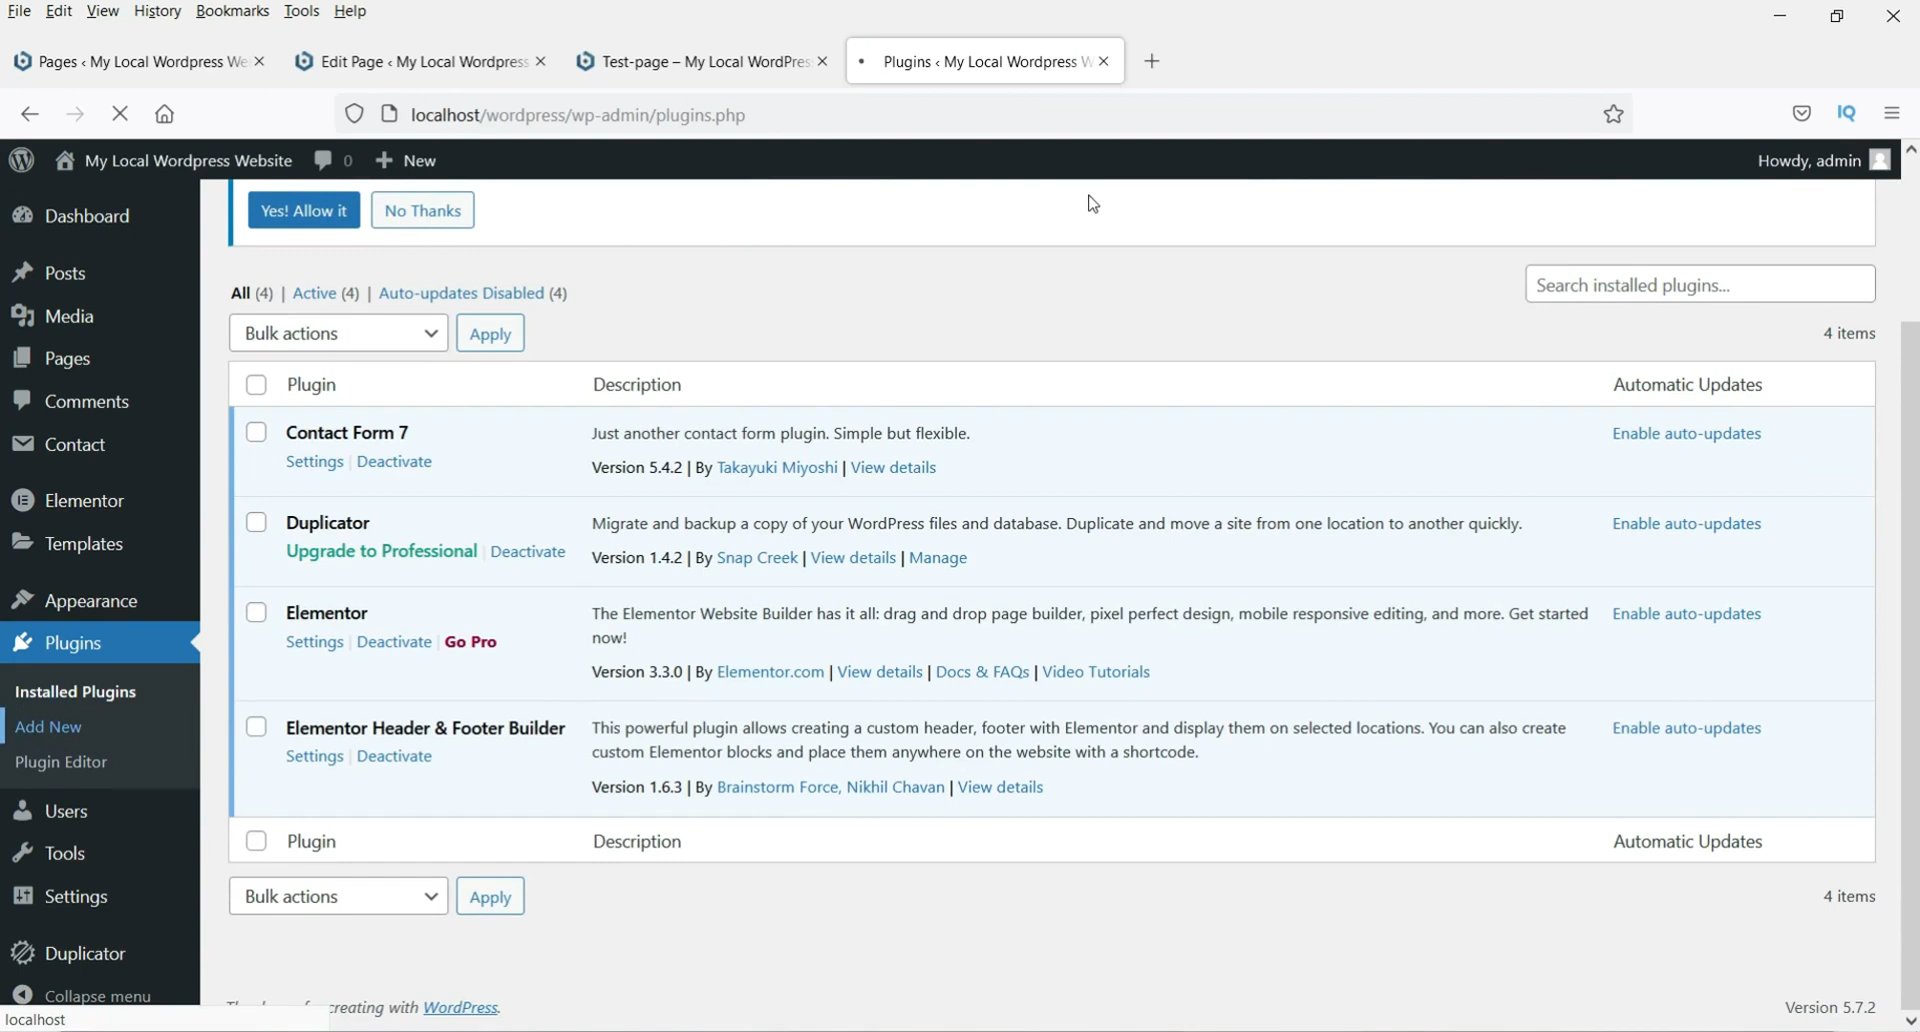 File Edit View History Bookmarks Tools Help
Pages ‹ My Local Wordpress We
Edit Page ‹ My Local Wordpress
Test-page – My Local WordPres
Plugins ‹ My Local Wordpress W
localhost/wordpress/wp-admin/plugins.php
IQ
My Local Wordpress Website 0 New
Howdy, admin
Dashboard
Posts
Media
Pages
Comments
Contact
Elementor
Templates
Appearance
Plugins
Installed Plugins
Add New
Plugin Editor
Users
Tools
Settings
Duplicator
Collapse menu
Yes! Allow it No Thanks
All (4) | Active (4) | Auto-updates Disabled (4)
Search installed plugins...
Bulk actions Apply
4 items
Plugin Description Automatic Updates
Contact Form 7
Settings | Deactivate
Just another contact form plugin. Simple but flexible.
Version 5.4.2 | By Takayuki Miyoshi | View details
Enable auto-updates
Duplicator
Upgrade to Professional | Deactivate
Migrate and backup a copy of your WordPress files and database. Duplicate and move a site from one location to another quickly.
Version 1.4.2 | By Snap Creek | View details | Manage
Enable auto-updates
Elementor
Settings | Deactivate | Go Pro
The Elementor Website Builder has it all: drag and drop page builder, pixel perfect design, mobile responsive editing, and more. Get started
now!
Version 3.3.0 | By Elementor.com | View details | Docs & FAQs | Video Tutorials
Enable auto-updates
Elementor Header & Footer Builder
Settings | Deactivate
This powerful plugin allows creating a custom header, footer with Elementor and display them on selected locations. You can also create
custom Elementor blocks and place them anywhere on the website with a shortcode.
Version 1.6.3 | By Brainstorm Force, Nikhil Chavan | View details
Enable auto-updates
Plugin Description Automatic Updates
Bulk actions Apply
4 items
creating with WordPress.
Version 5.7.2
localhost